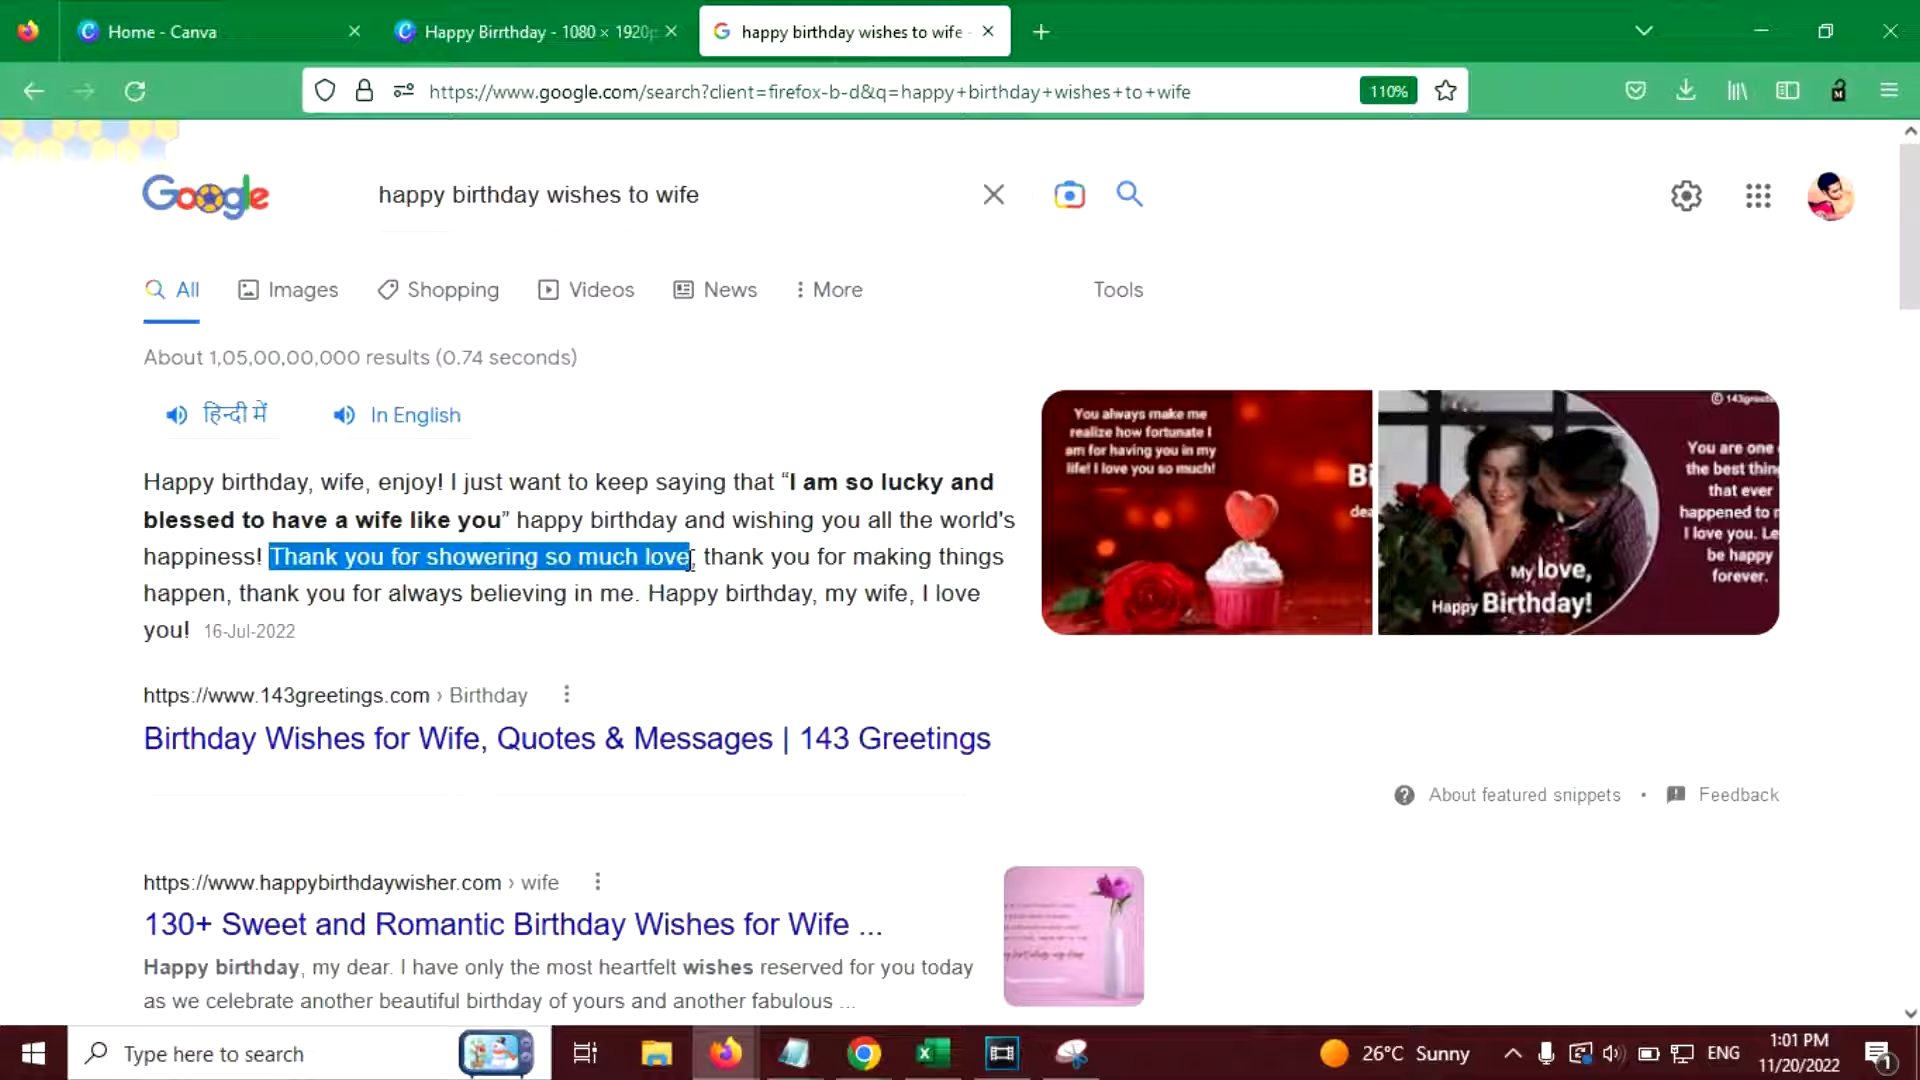 Home - Canva
Happy Birrthday - 1080 × 1920p
happy birthday wishes to wife -
https://www.google.com/search?client=firefox-b-d&q=happy+birthday+wishes+to+wife
110%
Google
happy birthday wishes to wife
All
Images
Shopping
Videos
News
More
Tools
About 1,05,00,00,000 results (0.74 seconds)
हिन्दी में
In English
Happy birthday, wife, enjoy! I just want to keep saying that “I am so lucky and
blessed to have a wife like you” happy birthday and wishing you all the world's
happiness! Thank you for showering so much love, thank you for making things
happen, thank you for always believing in me. Happy birthday, my wife, I love
you! 16-Jul-2022
You always make me
realize how fortunate I
am for having you in my
life! I love you so much!
Bi
dea
© 143greet
You are one
the best thin
that ever
happened to
I love you. Le
be happy
forever.
My love,
Happy Birthday!
https://www.143greetings.com › Birthday
Birthday Wishes for Wife, Quotes & Messages | 143 Greetings
About featured snippets • Feedback
https://www.happybirthdaywisher.com › wife
130+ Sweet and Romantic Birthday Wishes for Wife ...
Happy birthday, my dear. I have only the most heartfelt wishes reserved for you today
as we celebrate another beautiful birthday of yours and another fabulous ...
Type here to search
26°C Sunny
ENG
1:01 PM
11/20/2022
1